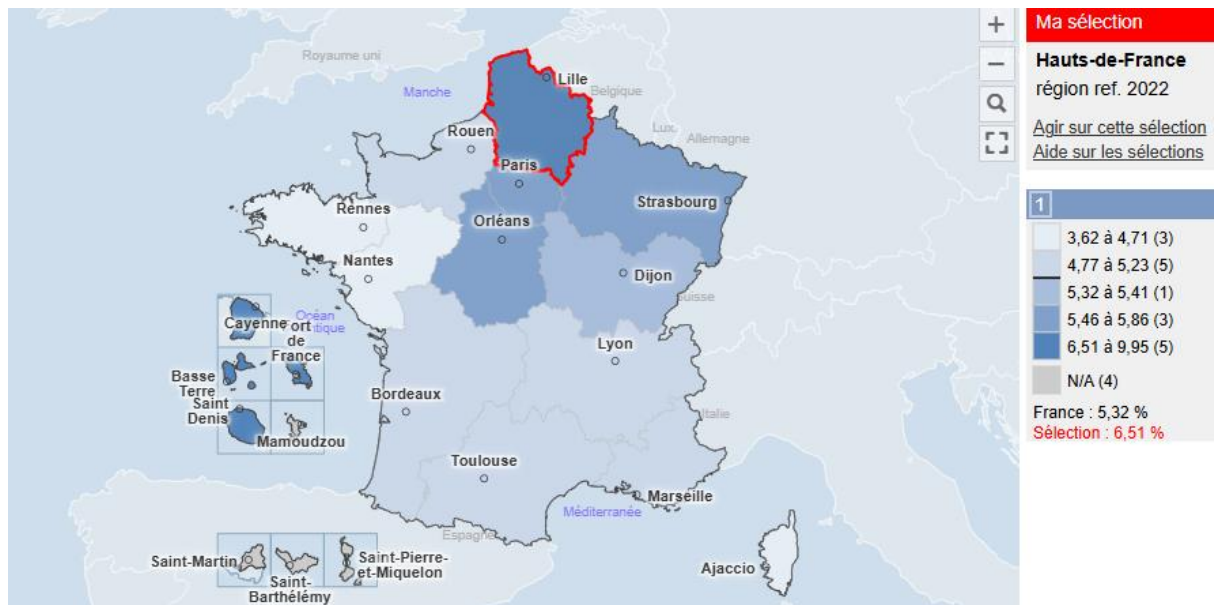 Royaume uni
Lille
Belgique
Manche
Lux.
Allemagne
Rouen
Paris
Strasbourg
Rennes
Orléans
Nantes
Dijon
Suisse
Océan
Cayenne
ort
ntique
de
France
Lyon
Basse
Terre
Saint
Denis
Bordeaux
Italie
Mamoudzou
Toulouse
Marseille
Méditerranée
Espagne
Saint-Martin
Saint-Pierre-
et-Miquelon
Saint-
Barthélémy
Ajaccio
+
−
Ma sélection
Hauts-de-France
région ref. 2022
Agir sur cette sélection
Aide sur les sélections
1
3,62 à 4,71 (3)
4,77 à 5,23 (5)
5,32 à 5,41 (1)
5,46 à 5,86 (3)
6,51 à 9,95 (5)
N/A (4)
France : 5,32 %
Sélection : 6,51 %